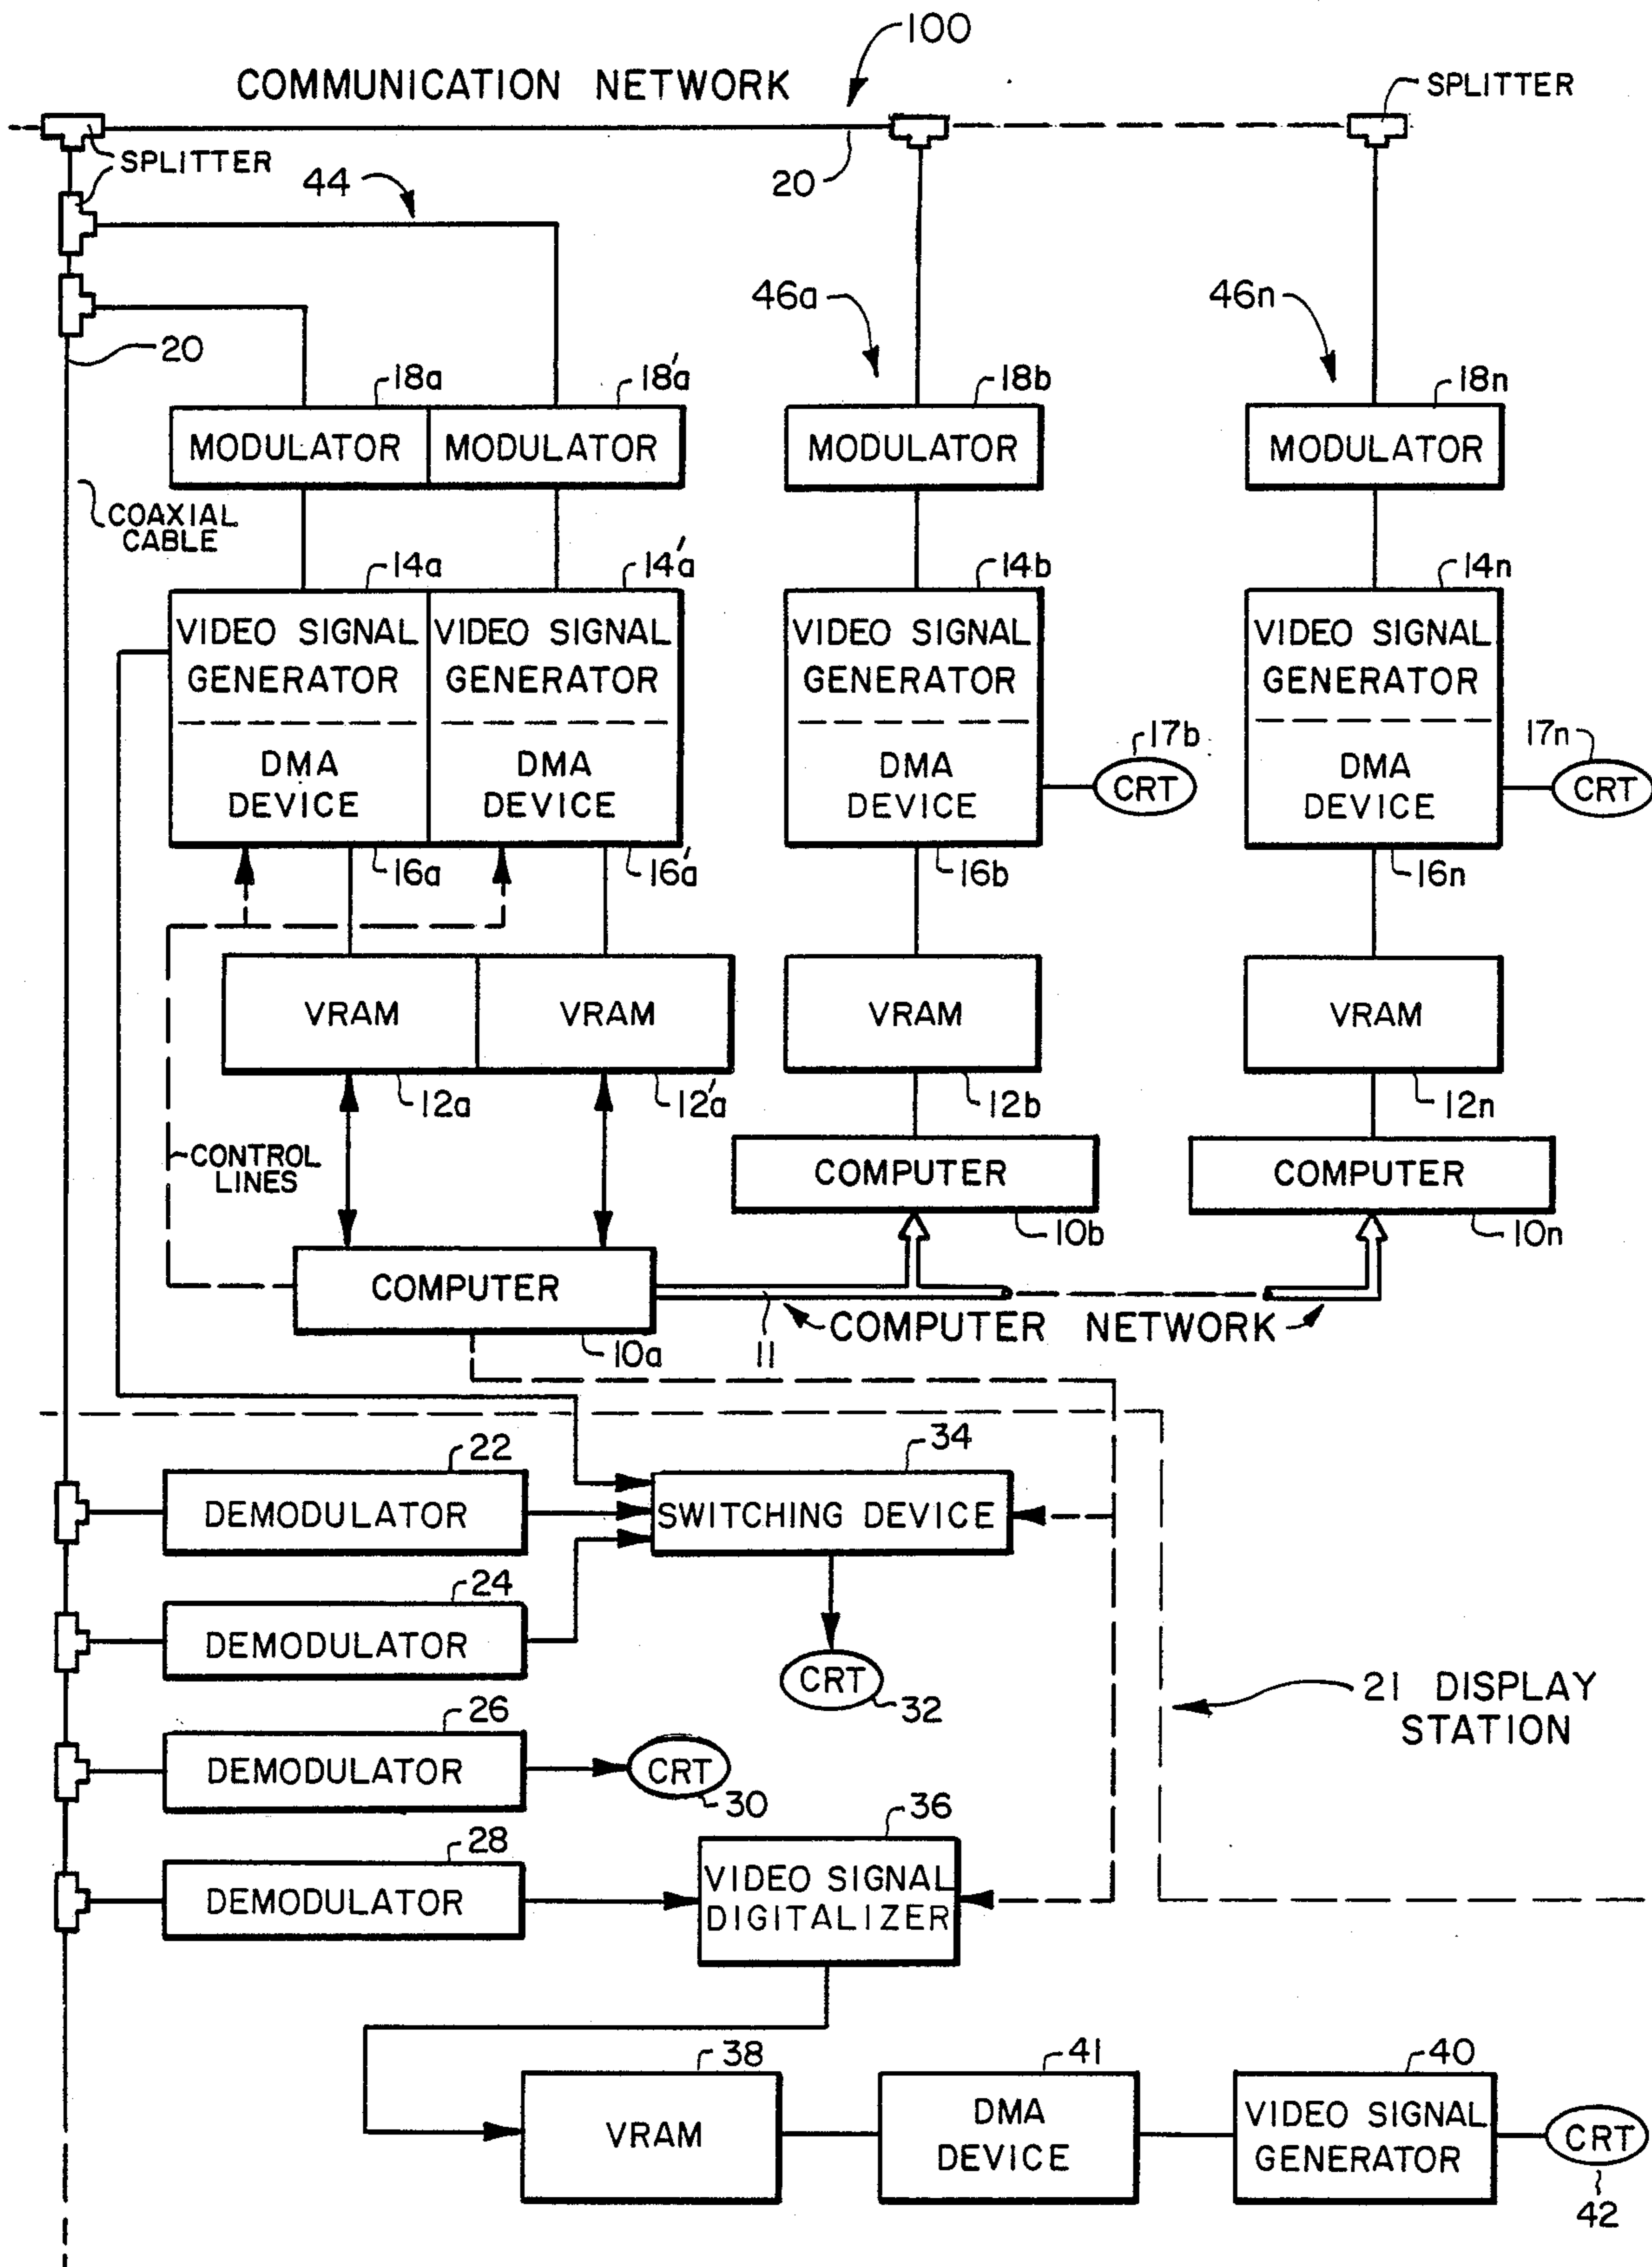 100
COMMUNICATION NETWORK
SPLITTER
SPLITTER
44
20
46a
46n
20
18a
18'a
18b
18n
MODULATOR
MODULATOR
MODULATOR
MODULATOR
COAXIAL
CABLE
14a
14'a
14b
14n
VIDEO SIGNAL
GENERATOR
DMA
DEVICE
VIDEO SIGNAL
GENERATOR
DMA
DEVICE
VIDEO SIGNAL
GENERATOR
DMA
DEVICE
VIDEO SIGNAL
GENERATOR
DMA
DEVICE
17b
CRT
17n
CRT
16a
16'a
16b
16n
VRAM
VRAM
VRAM
VRAM
12a
12'a
12b
12n
CONTROL
LINES
COMPUTER
COMPUTER
10b
10n
COMPUTER
10a
11
COMPUTER NETWORK
22
DEMODULATOR
34
SWITCHING DEVICE
24
DEMODULATOR
CRT
32
21 DISPLAY
STATION
26
DEMODULATOR
CRT
30
28
DEMODULATOR
36
VIDEO SIGNAL
DIGITALIZER
38
VRAM
41
DMA
DEVICE
40
VIDEO SIGNAL
GENERATOR
CRT
42